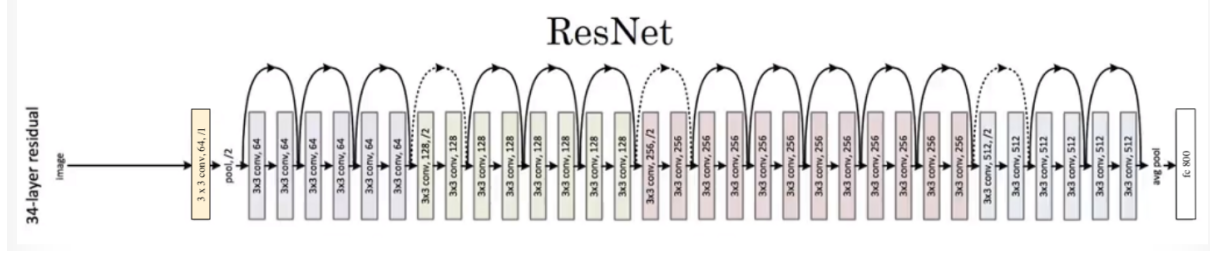 ResNet
34-layer residual
image
3 x 3 conv, 64, /1
pool, /2
3x3 conv, 64
3x3 conv, 64
3x3 conv, 64
3x3 conv, 64
3x3 conv, 64
3x3 conv, 64
3x3 conv, 128, /2
3x3 conv, 128
3x3 conv, 128
3x3 conv, 128
3x3 conv, 128
3x3 conv, 128
3x3 conv, 128
3x3 conv, 128
3x3 conv, 256, /2
3x3 conv, 256
3x3 conv, 256
3x3 conv, 256
3x3 conv, 256
3x3 conv, 256
3x3 conv, 256
3x3 conv, 256
3x3 conv, 256
3x3 conv, 256
3x3 conv, 256
3x3 conv, 256
3x3 conv, 512, /2
3x3 conv, 512
3x3 conv, 512
3x3 conv, 512
3x3 conv, 512
3x3 conv, 512
avg pool
fc 800